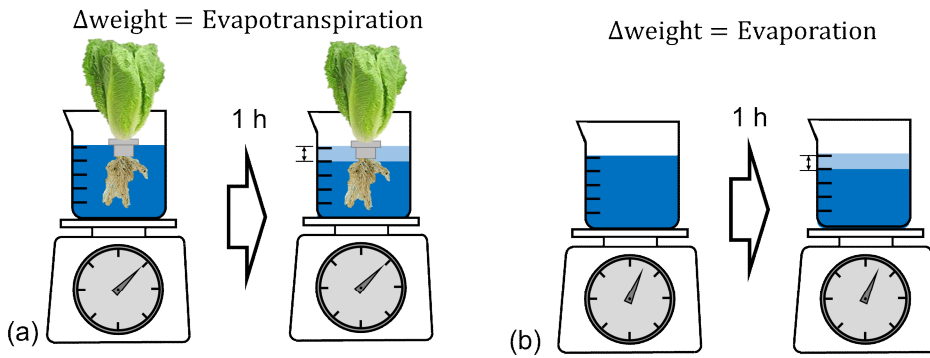 Δweight = Evapotranspiration
1 h
(a)
Δweight = Evaporation
1 h
(b)